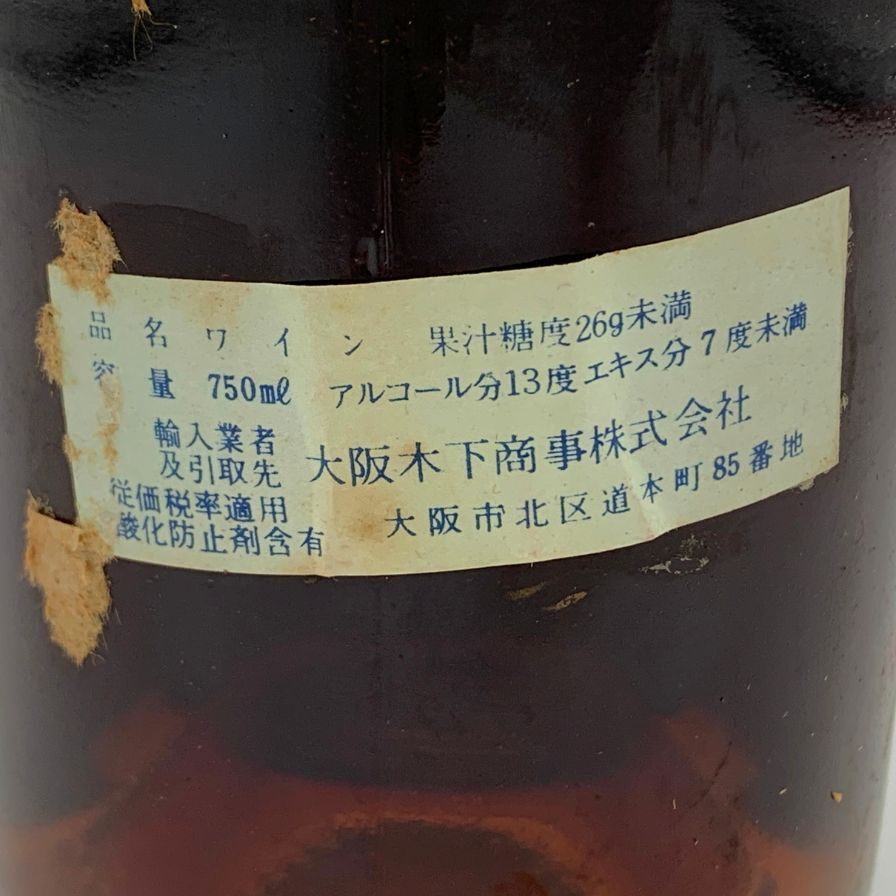 品名ワイン 果汁糖度26g未満
容量 750ml アルコール分13度エキス分7度未満
輸入業者
及引取先 大阪木下商事株式会社
従価税率適用
酸化防止剤含有 大阪市北区道本町85番地